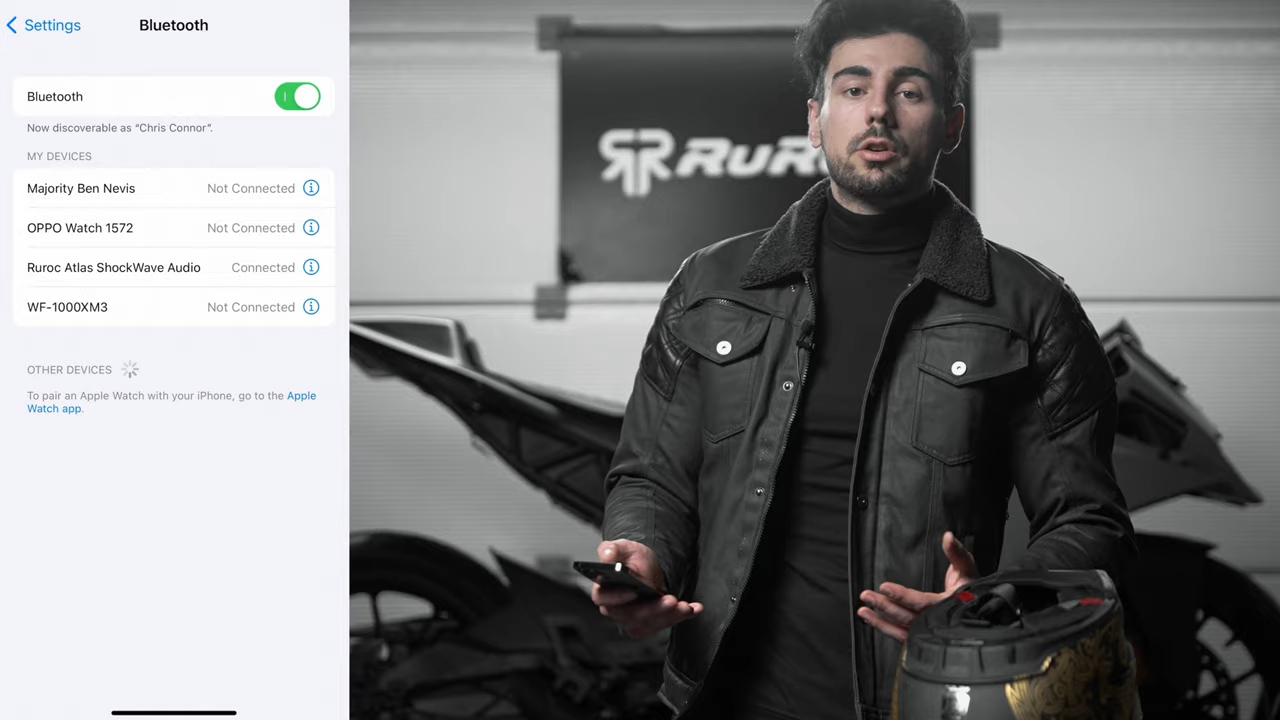 Settings
Bluetooth
Bluetooth
Now discoverable as “Chris Connor”.
MY DEVICES
Majority Ben Nevis Not Connected
OPPO Watch 1572 Not Connected
Ruroc Atlas ShockWave Audio Connected
WF-1000XM3 Not Connected
OTHER DEVICES
To pair an Apple Watch with your iPhone, go to the Apple
Watch app.